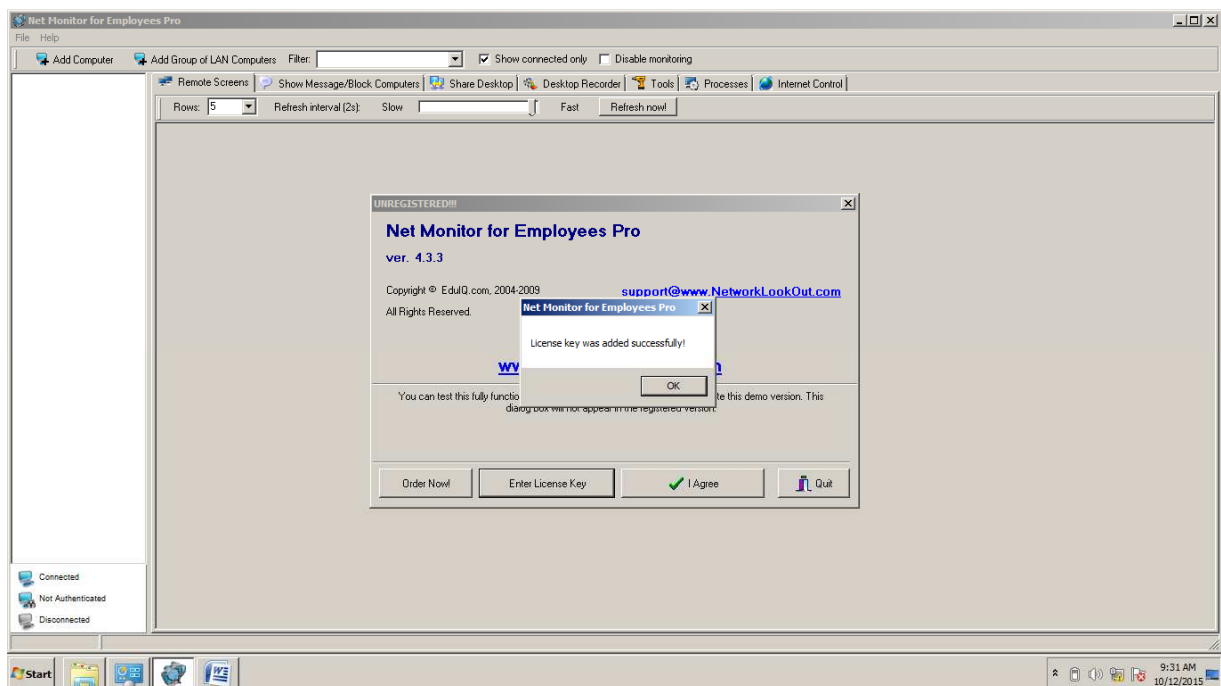 Net Monitor for Employees Pro
File Help
Add Computer Add Group of LAN Computers Filter: Show connected only Disable monitoring
Remote Screens Show Message/Block Computers Share Desktop Desktop Recorder Tools Processes Internet Control
Rows: 5 Refresh interval (2s): Slow Fast Refresh now!
UNREGISTERED!!!
Net Monitor for Employees Pro
ver. 4.3.3
Copyright © EduIQ.com, 2004-2009 support@www.NetworkLookOut.com
All Rights Reserved.
Net Monitor for Employees Pro
License key was added successfully!
OK
You can test this fully te this demo version. This
dialog box will not appear in the registered version.
Order Now! Enter License Key I Agree Quit
Connected
Not Authenticated
Disconnected
Start
9:31 AM
10/12/2015